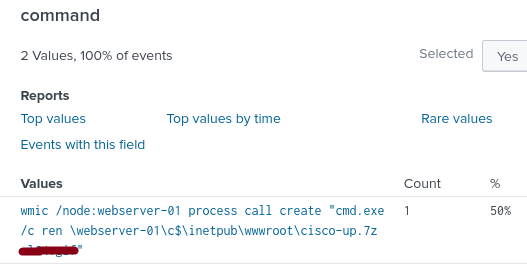 command
2 Values, 100% of events
Selected
Yes
Reports
Top values
Top values by time
Rare values
Events with this field
Values
Count
%
wmic /node:webserver-01 process call create "cmd.exe
1
50%
/c ren \webserver-01\c$\inetpub\wwwroot\cisco-up.7z
"